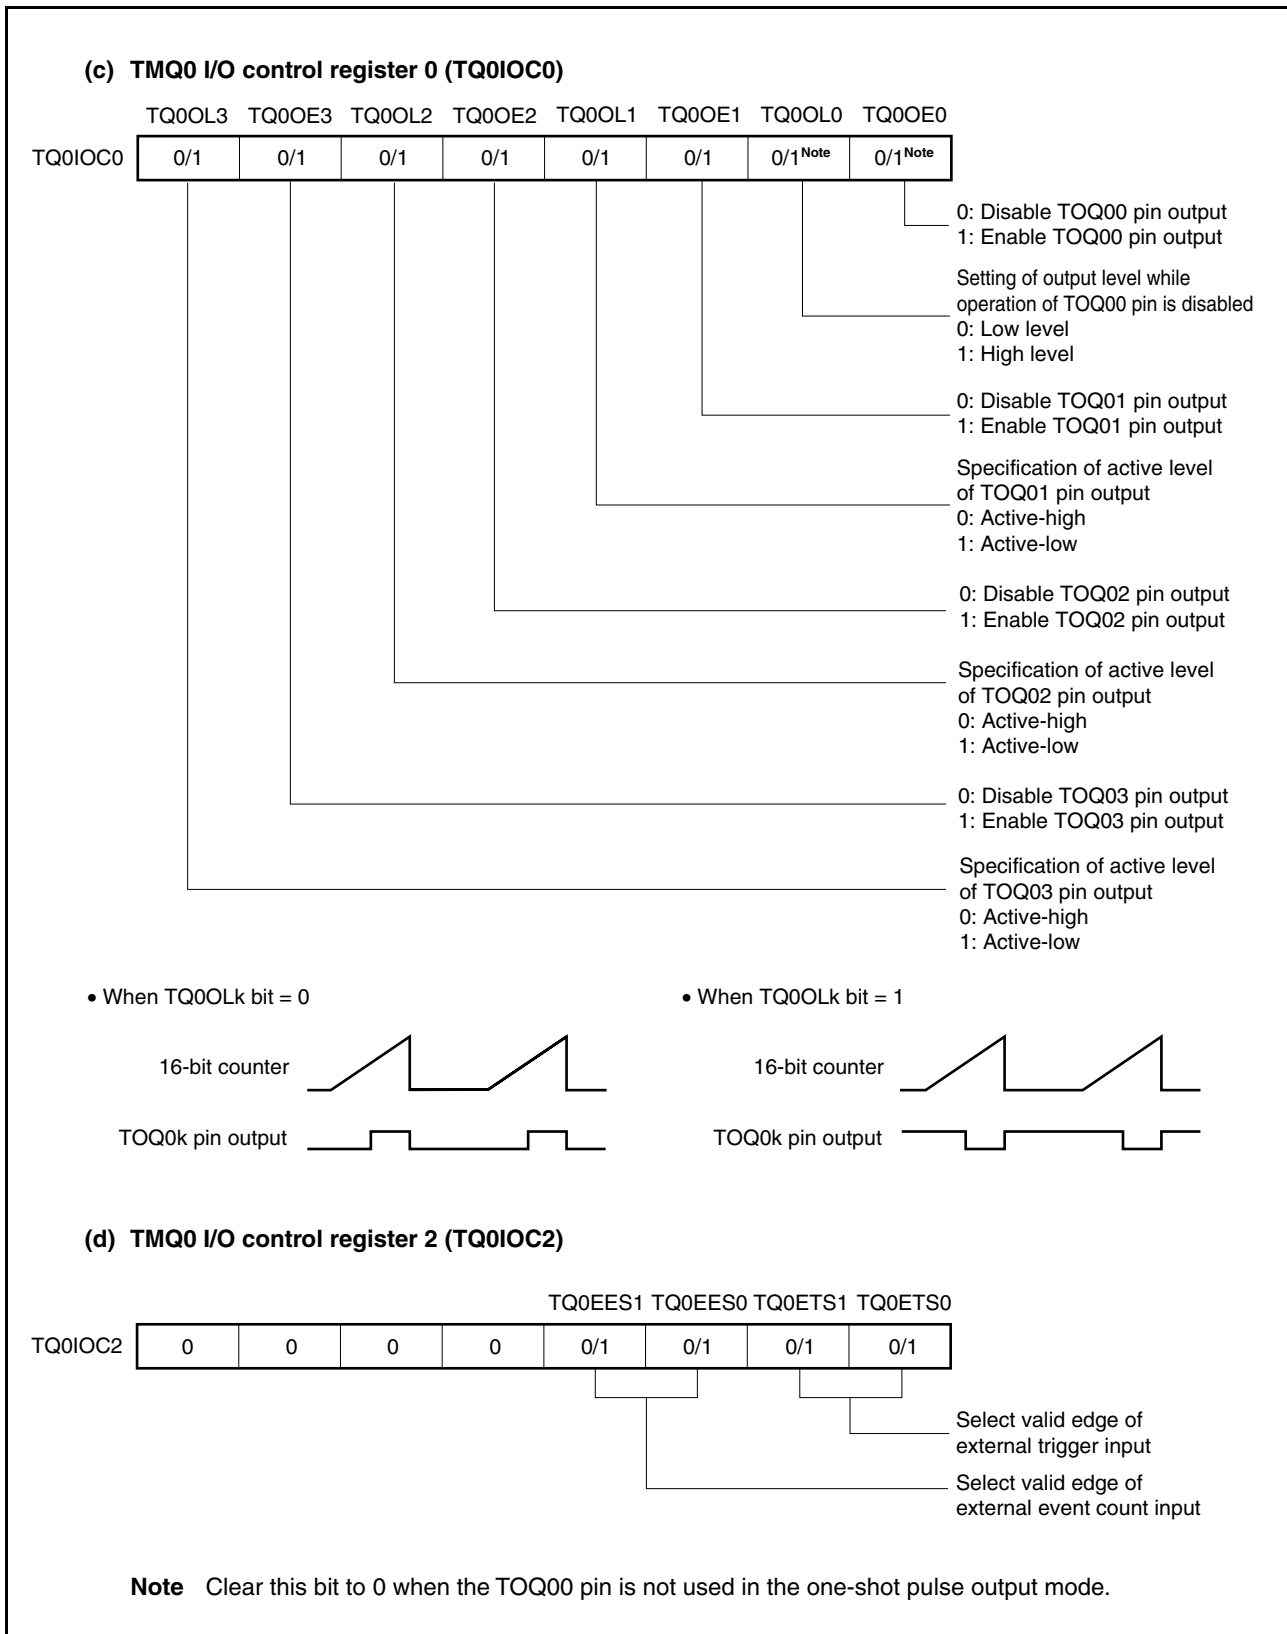 (c) TMQ0 I/O control register 0 (TQ0IOC0)
TQ0OL3 TQ0OE3 TQ0OL2 TQ0OE2 TQ0OL1 TQ0OE1 TQ0OL0 TQ0OE0
TQ0IOC0 0/1 0/1 0/1 0/1 0/1 0/1 0/1Note 0/1Note
0: Disable TOQ00 pin output
1: Enable TOQ00 pin output
Setting of output level while
operation of TOQ00 pin is disabled
0: Low level
1: High level
0: Disable TOQ01 pin output
1: Enable TOQ01 pin output
Specification of active level
of TOQ01 pin output
0: Active-high
1: Active-low
0: Disable TOQ02 pin output
1: Enable TOQ02 pin output
Specification of active level
of TOQ02 pin output
0: Active-high
1: Active-low
0: Disable TOQ03 pin output
1: Enable TOQ03 pin output
Specification of active level
of TOQ03 pin output
0: Active-high
1: Active-low
• When TQ0OLk bit = 0
16-bit counter
TOQ0k pin output
• When TQ0OLk bit = 1
16-bit counter
TOQ0k pin output
(d) TMQ0 I/O control register 2 (TQ0IOC2)
TQ0EES1 TQ0EES0 TQ0ETS1 TQ0ETS0
TQ0IOC2 0 0 0 0 0/1 0/1 0/1 0/1
Select valid edge of
external trigger input
Select valid edge of
external event count input
Note Clear this bit to 0 when the TOQ00 pin is not used in the one-shot pulse output mode.